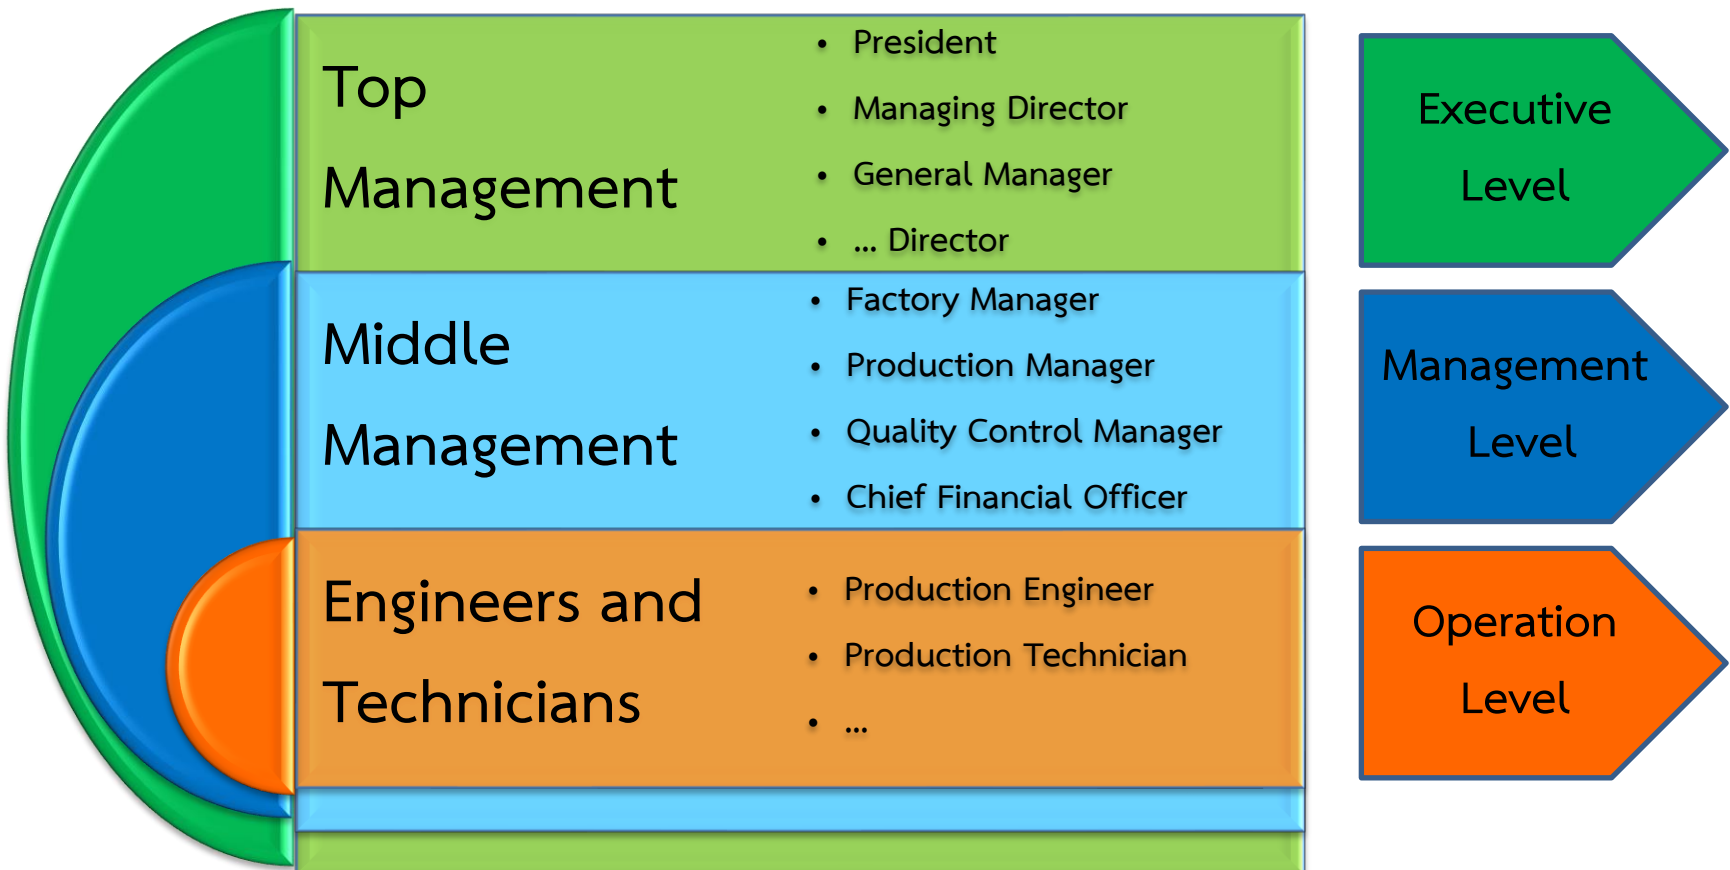 Top
Management
• President
• Managing Director
• General Manager
• ... Director
Executive
Level
Middle
Management
• Factory Manager
• Production Manager
• Quality Control Manager
• Chief Financial Officer
Management
Level
Engineers and
Technicians
• Production Engineer
• Production Technician
• ...
Operation
Level